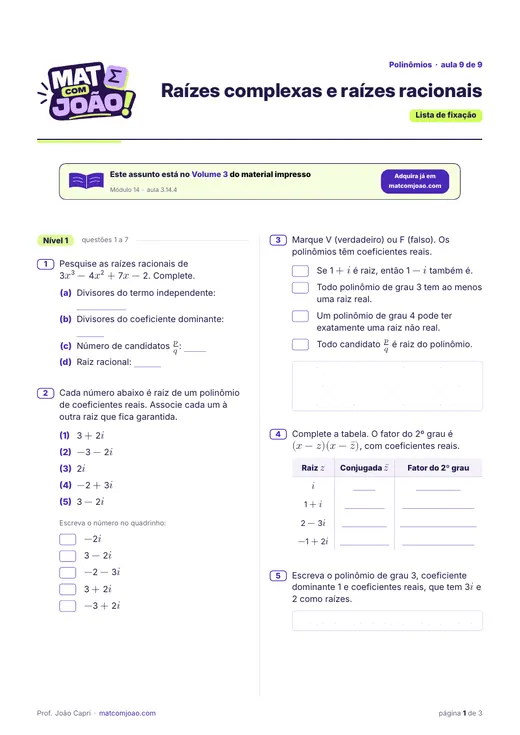 MAT
COM
JOÃO!
Σ
Polinômios · aula 9 de 9
Raízes complexas e raízes racionais
Lista de fixação
Este assunto está no Volume 3 do material impresso
Módulo 14 · aula 3.14.4
Adquira já em
matcomjoao.com
Nível 1 questões 1 a 7
1 Pesquise as raízes racionais de
3x³ − 4x² + 7x − 2. Complete.
(a) Divisores do termo independente:
(b) Divisores do coeficiente dominante:
(c) Número de candidatos p/q:
(d) Raiz racional:
2 Cada número abaixo é raiz de um polinômio
de coeficientes reais. Associe cada um à
outra raiz que fica garantida.
(1) 3 + 2i
(2) −3 − 2i
(3) 2i
(4) −2 + 3i
(5) 3 − 2i
Escreva o número no quadrinho:
−2i
3 − 2i
−2 − 3i
3 + 2i
−3 + 2i
3 Marque V (verdadeiro) ou F (falso). Os
polinômios têm coeficientes reais.
Se 1 + i é raiz, então 1 − i também é.
Todo polinômio de grau 3 tem ao menos
uma raiz real.
Um polinômio de grau 4 pode ter
exatamente uma raiz não real.
Todo candidato p/q é raiz do polinômio.
4 Complete a tabela. O fator do 2º grau é
(x − z)(x − z̄), com coeficientes reais.
Raiz z Conjugada z̄ Fator do 2º grau
i
1 + i
2 − 3i
−1 + 2i
5 Escreva o polinômio de grau 3, coeficiente
dominante 1 e coeficientes reais, que tem 3i e
2 como raízes.
Prof. João Capri · matcomjoao.com
página 1 de 3